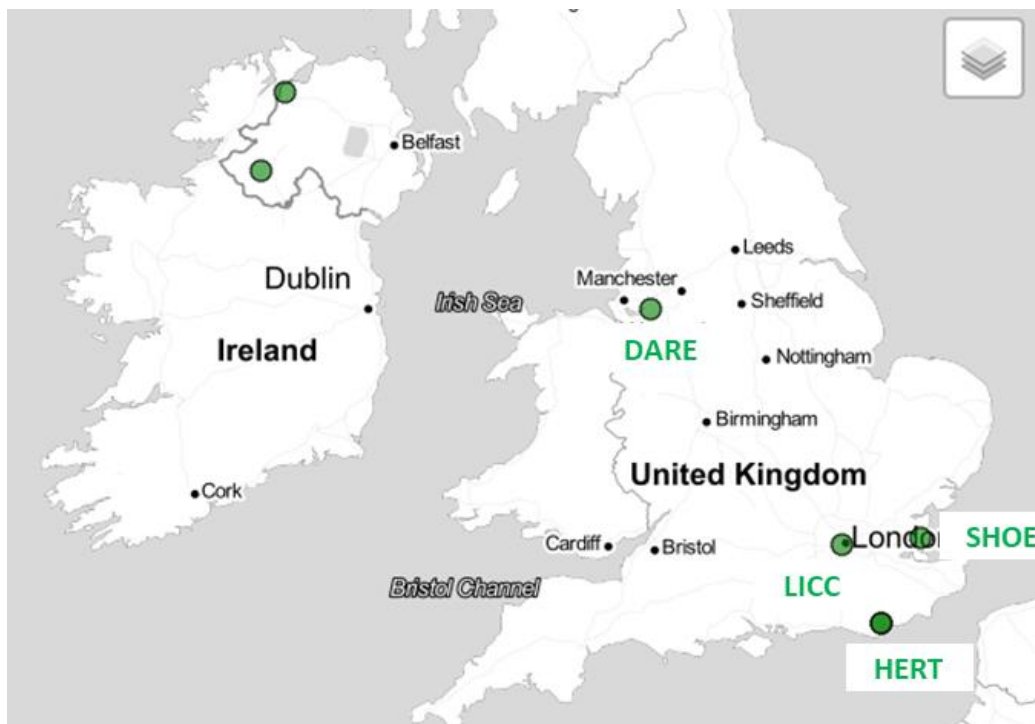 Belfast
Leeds
Dublin
Manchester
Irish Sea
Sheffield
Ireland
DARE
Nottingham
Birmingham
United Kingdom
Cork
Cardiff
Bristol
London
SHOE
LICC
Bristol Channel
HERT